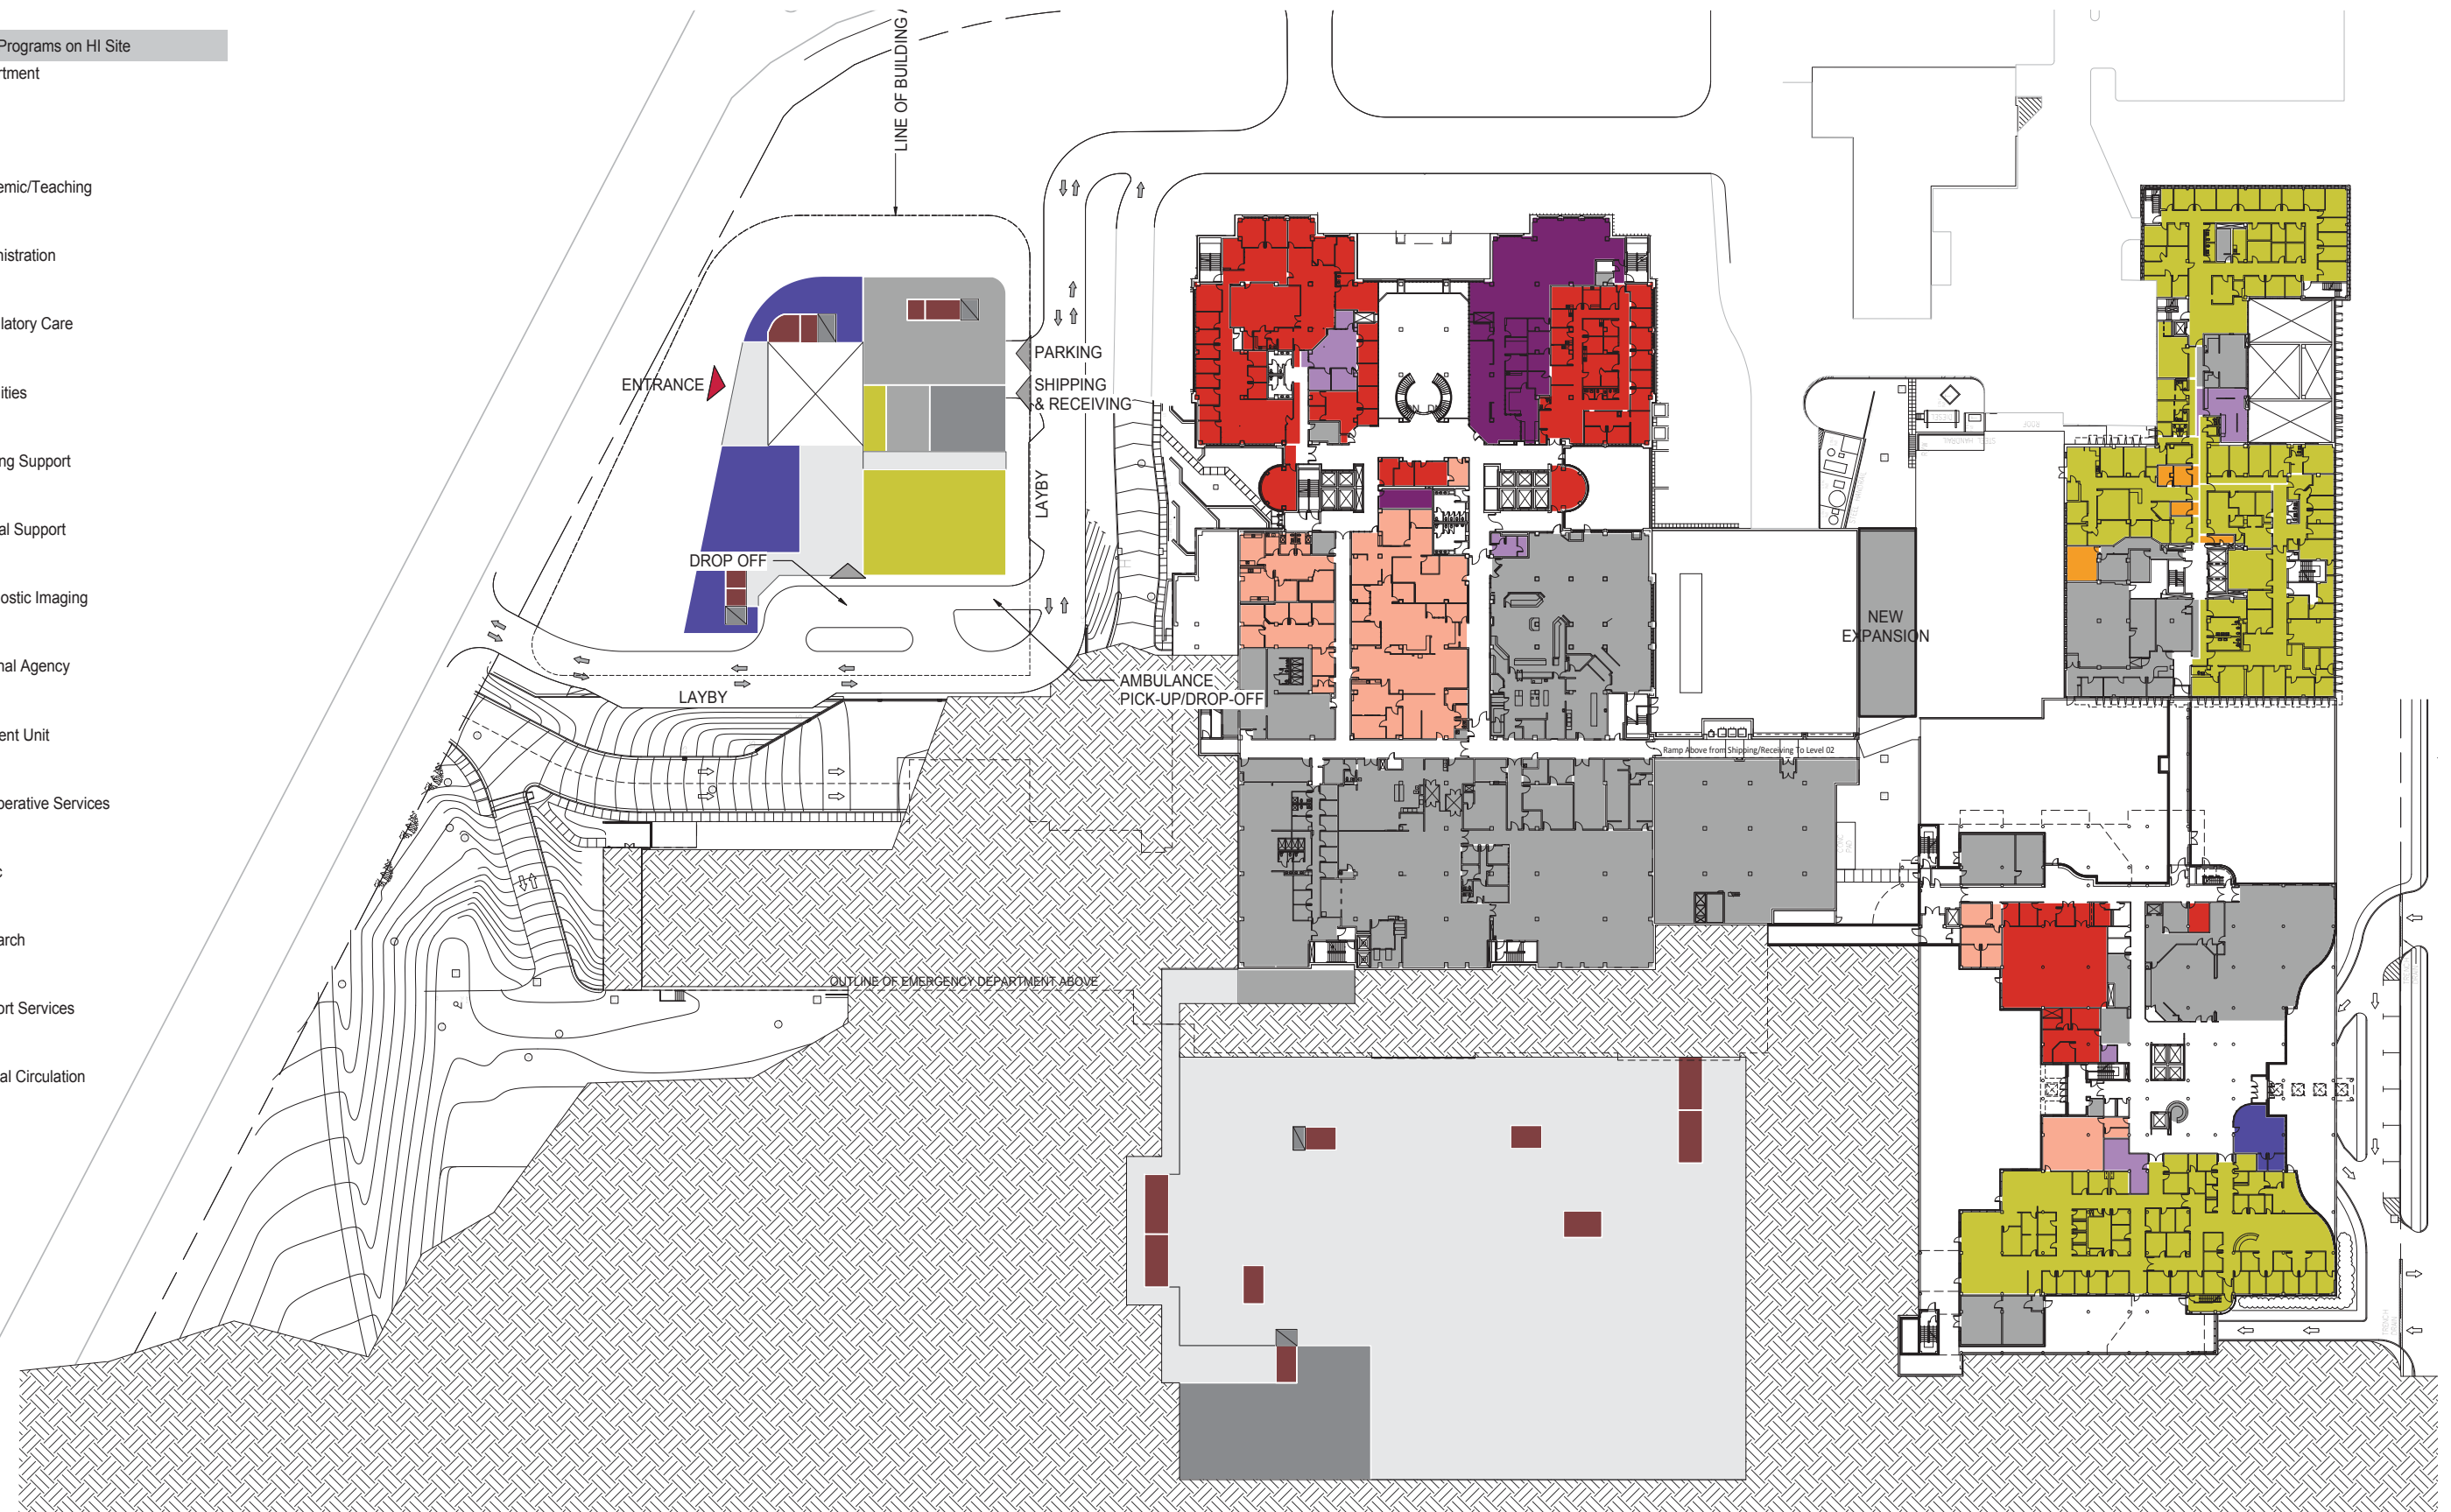 Programs on HI Site
rtment
emic/Teaching
nistration
latory Care
ities
ng Support
al Support
ostic Imaging
nal Agency
ent Unit
perative Services
c
arch
ort Services
al Circulation
LINE OF BUILDING
ENTRANCE
PARKING
SHIPPING
& RECEIVING
LAYBY
DROP OFF
AMBULANCE
PICK-UP/DROP-OFF
LAYBY
NEW
EXPANSION
Ramp Above from Shipping/Receiving To Level 02
OUTLINE OF EMERGENCY DEPARTMENT ABOVE